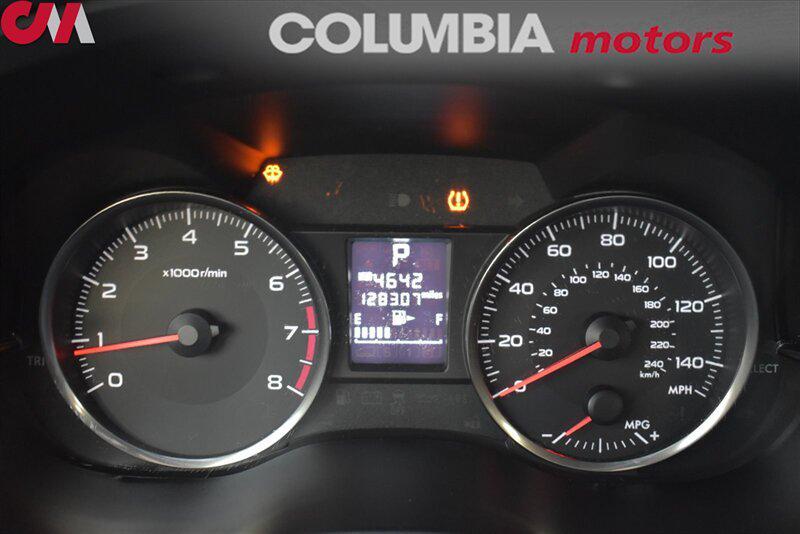 CM COLUMBIA motors
x1000 r/min
0 1 2 3 4 5 6 7 8
P
4642
128307 miles
E F
0 20 40 60 80 100 120 140
MPH
20 40 60 80 100 120 140 160 180 200 220 240
km/h
MPG
- +